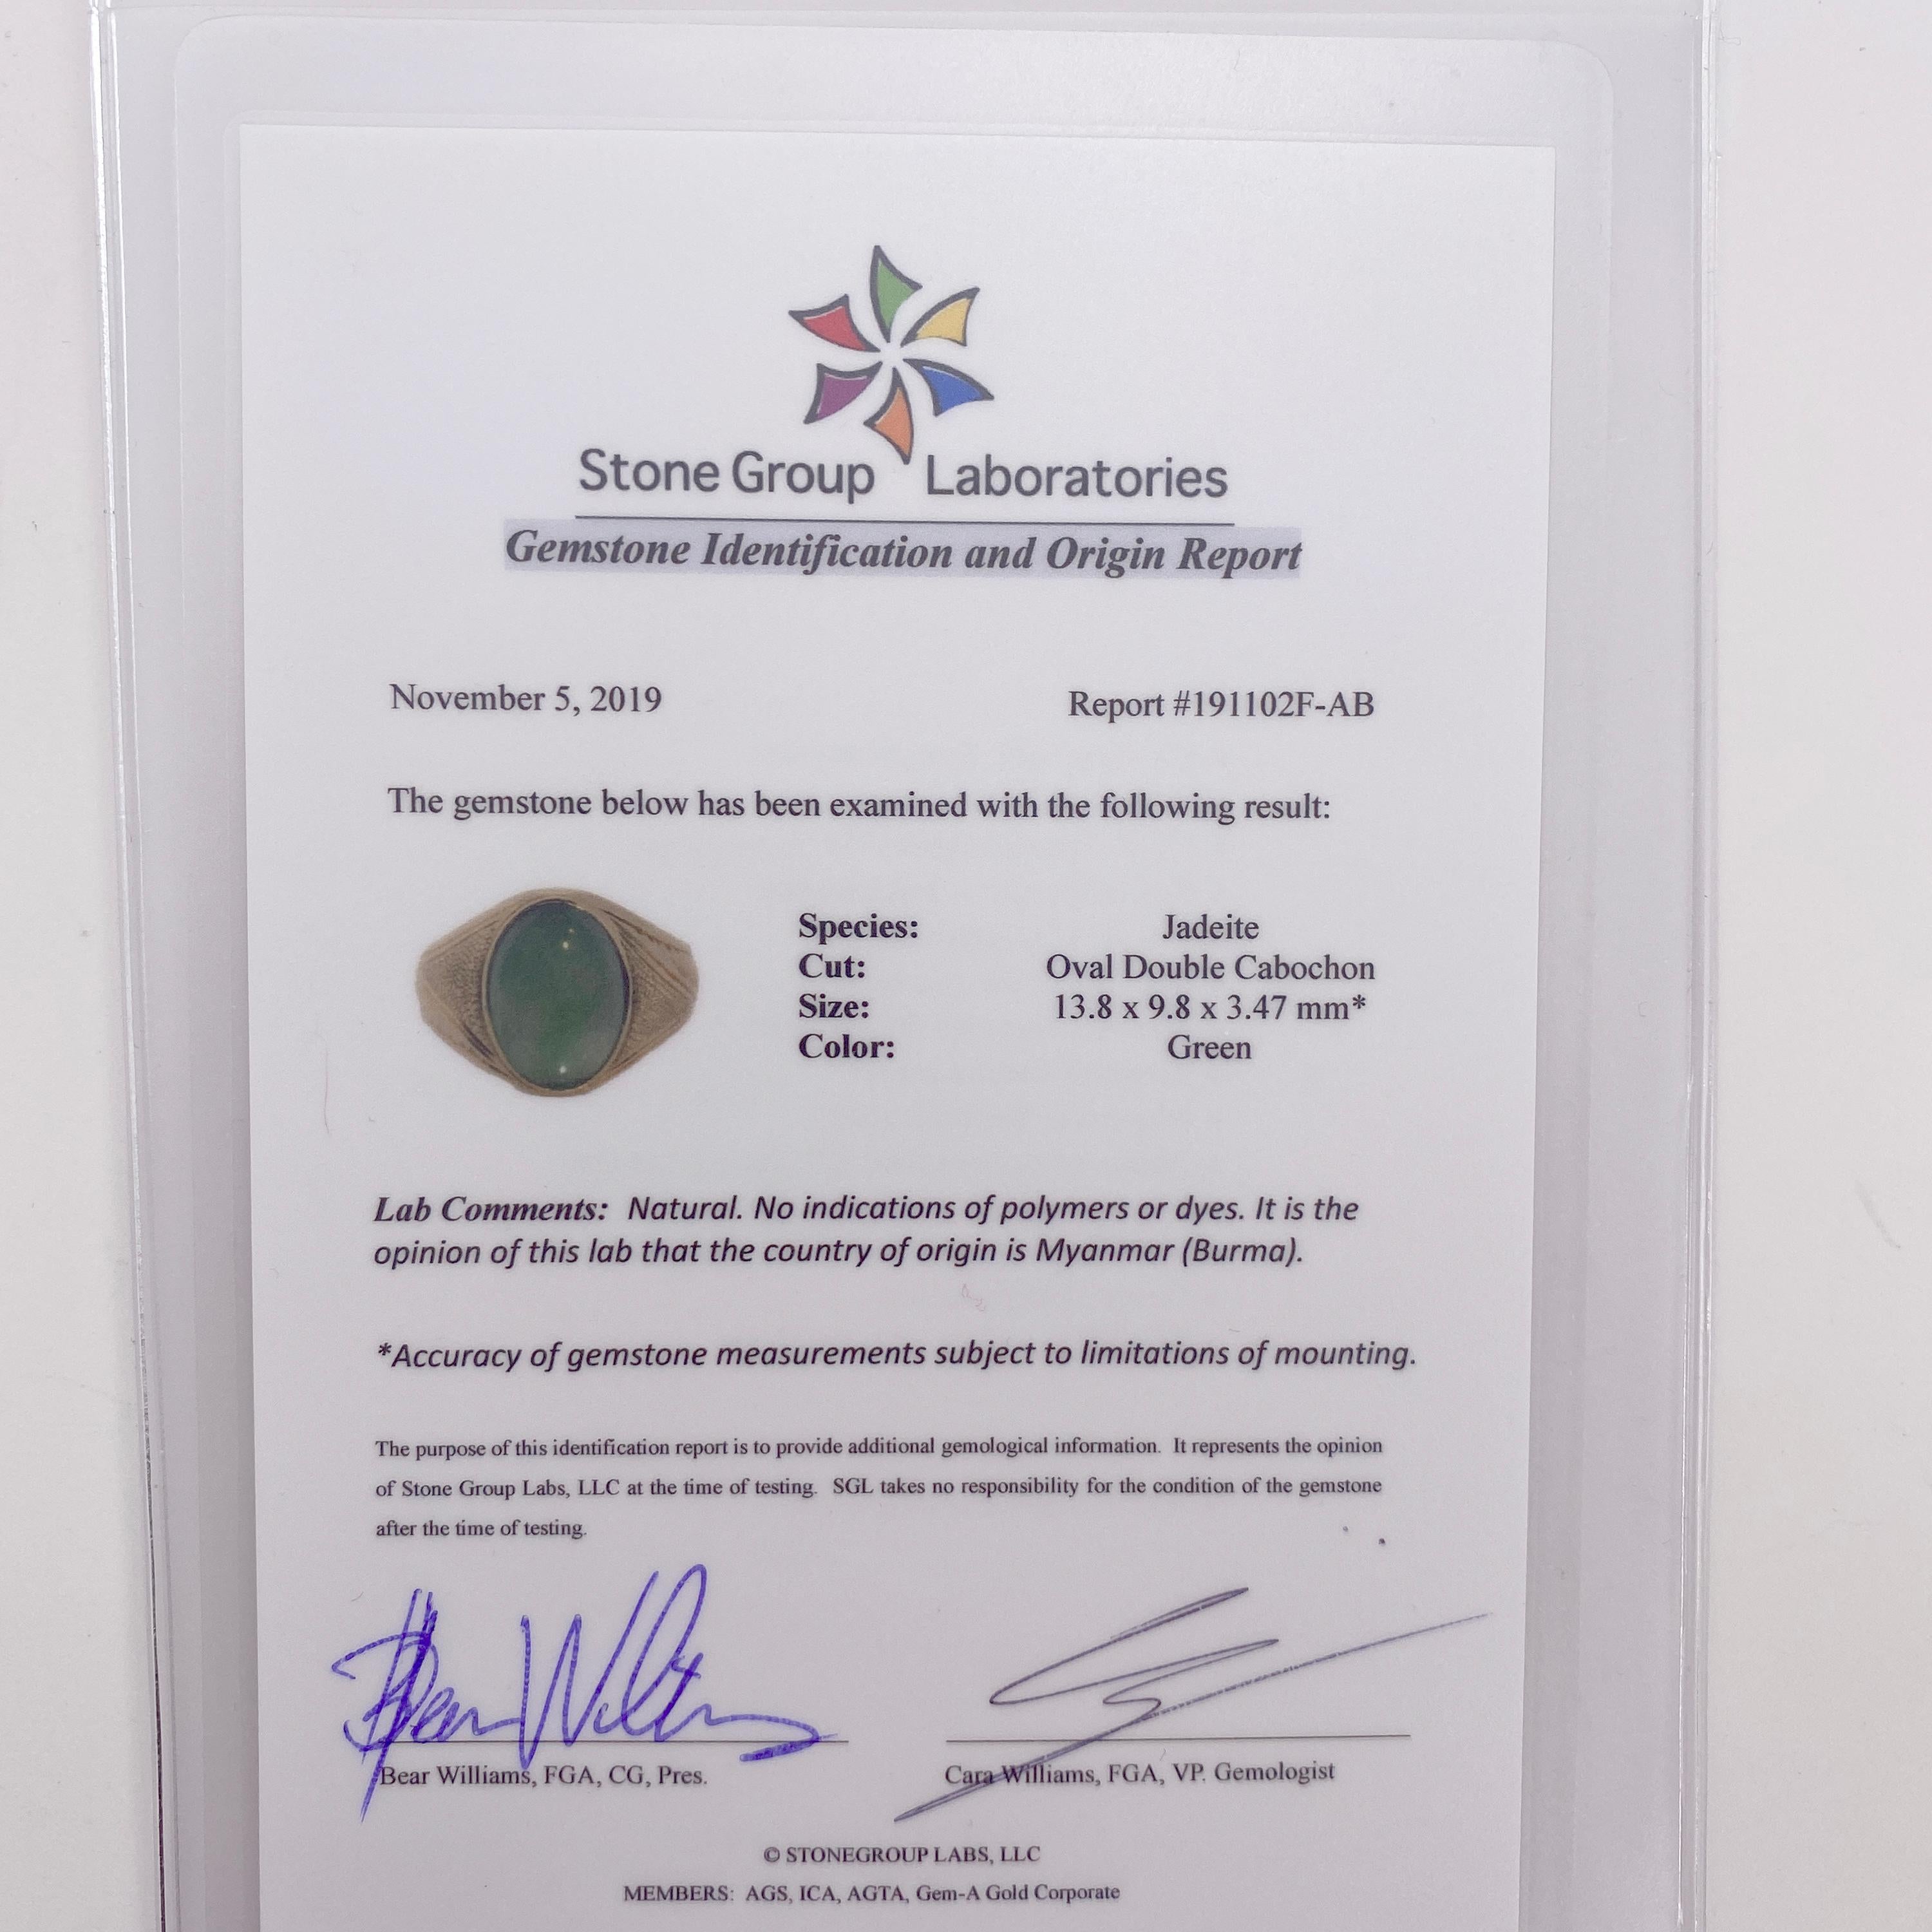 Stone Group Laboratories
Gemstone Identification and Origin Report
November 5, 2019 Report #191102F-AB
The gemstone below has been examined with the following result:
Species: Jadeite
Cut: Oval Double Cabochon
Size: 13.8 x 9.8 x 3.47 mm*
Color: Green
Lab Comments: Natural. No indications of polymers or dyes. It is the
opinion of this lab that the country of origin is Myanmar (Burma).
*Accuracy of gemstone measurements subject to limitations of mounting.
The purpose of this identification report is to provide additional gemological information. It represents the opinion
of Stone Group Labs, LLC at the time of testing. SGL takes no responsibility for the condition of the gemstone
after the time of testing.
Bear Williams, FGA, CG, Pres. Cara Williams, FGA, VP. Gemologist
© STONEGROUP LABS, LLC
MEMBERS: AGS, ICA, AGTA, Gem-A Gold Corporate